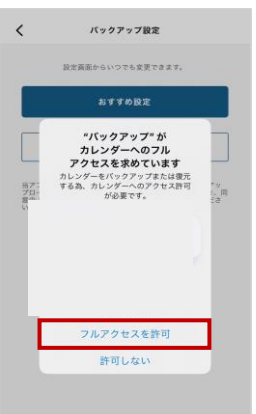 バックアップ設定
設定画面からいつでも変更できます。
おすすめ設定
"バックアップ"が
カレンダーへのフル
アクセスを求めています
カレンダーをバックアップまたは復元
する為、カレンダーへのアクセス許可
が必要です。
フルアクセスを許可
許可しない